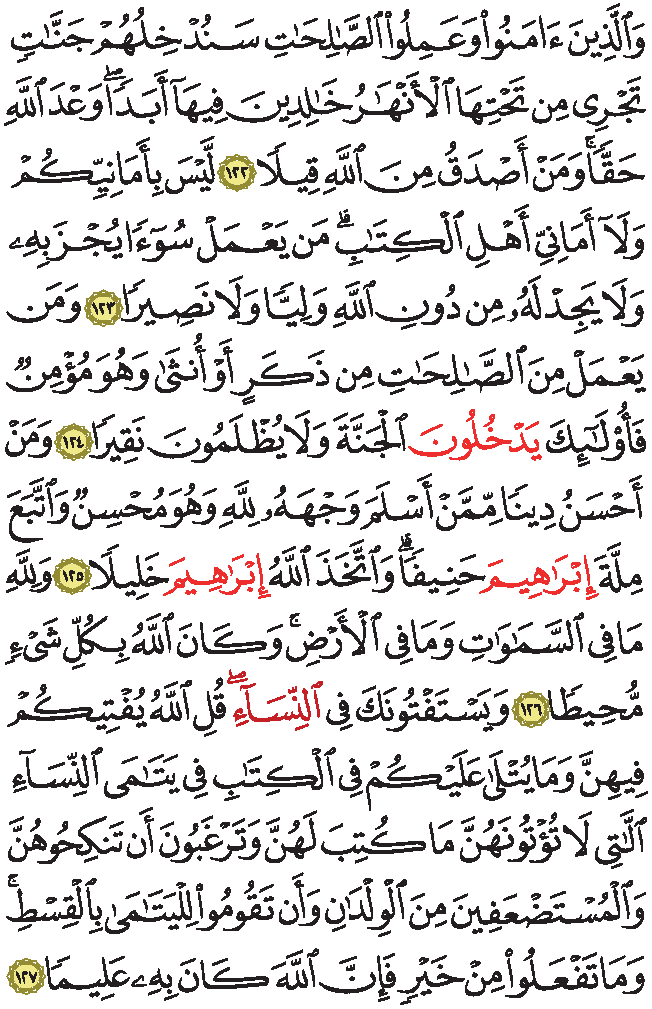 وَٱلَّذِينَ ءَامَنُوا۟ وَعَمِلُوا۟ ٱلصَّـٰلِحَـٰتِ سَنُدْخِلُهُمْ جَنَّـٰتٍ
تَجْرِى مِن تَحْتِهَا ٱلْأَنْهَـٰرُ خَـٰلِدِينَ فِيهَآ أَبَدًا ۖ وَعْدَ ٱللَّهِ
حَقًّا ۚ وَمَنْ أَصْدَقُ مِنَ ٱللَّهِ قِيلًا ١٢٢ لَّيْسَ بِأَمَانِيِّكُمْ
وَلَآ أَمَانِىِّ أَهْلِ ٱلْكِتَـٰبِ ۗ مَن يَعْمَلْ سُوٓءًا يُجْزَ بِهِۦ
وَلَا يَجِدْ لَهُۥ مِن دُونِ ٱللَّهِ وَلِيًّا وَلَا نَصِيرًا ١٢٣ وَمَن
يَعْمَلْ مِنَ ٱلصَّـٰلِحَـٰتِ مِن ذَكَرٍ أَوْ أُنثَىٰ وَهُوَ مُؤْمِنٌ
فَأُو۟لَـٰٓئِكَ يَدْخُلُونَ ٱلْجَنَّةَ وَلَا يُظْلَمُونَ نَقِيرًا ١٢٤ وَمَنْ
أَحْسَنُ دِينًا مِّمَّنْ أَسْلَمَ وَجْهَهُۥ لِلَّهِ وَهُوَ مُحْسِنٌ وَٱتَّبَعَ
مِلَّةَ إِبْرَٰهِيمَ حَنِيفًا ۗ وَٱتَّخَذَ ٱللَّهُ إِبْرَٰهِيمَ خَلِيلًا ١٢٥ وَلِلَّهِ
مَا فِى ٱلسَّمَـٰوَٰتِ وَمَا فِى ٱلْأَرْضِ ۚ وَكَانَ ٱللَّهُ بِكُلِّ شَىْءٍ
مُّحِيطًا ١٢٦ وَيَسْتَفْتُونَكَ فِى ٱلنِّسَآءِ ۖ قُلِ ٱللَّهُ يُفْتِيكُمْ
فِيهِنَّ وَمَا يُتْلَىٰ عَلَيْكُمْ فِى ٱلْكِتَـٰبِ فِى يَتَـٰمَى ٱلنِّسَآءِ
ٱلَّـٰتِى لَا تُؤْتُونَهُنَّ مَا كُتِبَ لَهُنَّ وَتَرْغَبُونَ أَن تَنكِحُوهُنَّ
وَٱلْمُسْتَضْعَفِينَ مِنَ ٱلْوِلْدَٰنِ وَأَن تَقُومُوا۟ لِلْيَتَـٰمَىٰ بِٱلْقِسْطِ ۚ
وَمَا تَفْعَلُوا۟ مِنْ خَيْرٍ فَإِنَّ ٱللَّهَ كَانَ بِهِۦ عَلِيمًا ١٢٧